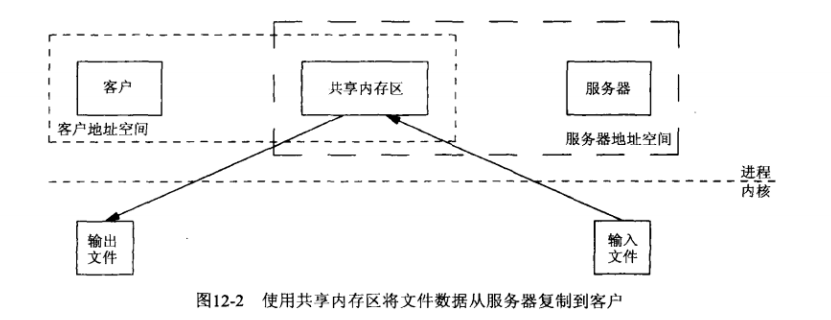 客户
共享内存区
服务器
客户地址空间
服务器地址空间
进程
内核
输出
文件
输入
文件
图12-2 使用共享内存区将文件数据从服务器复制到客户